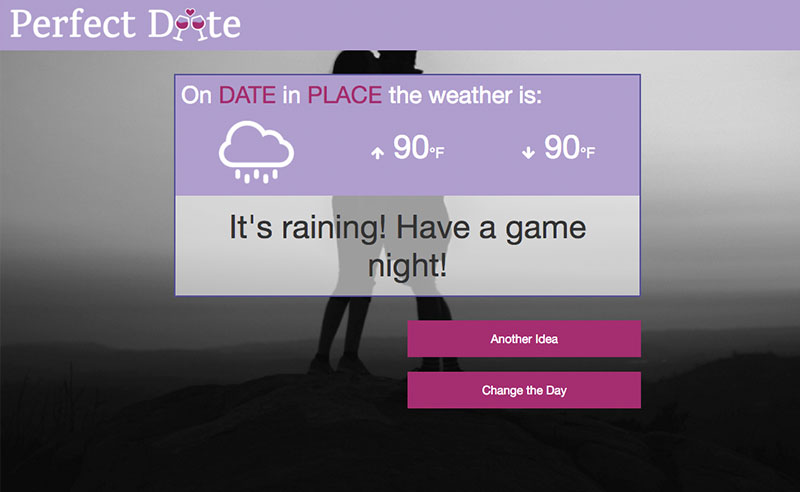 Perfect Date
On DATE in PLACE the weather is:
90°F 90°F
It's raining! Have a game
night!
Another Idea
Change the Day